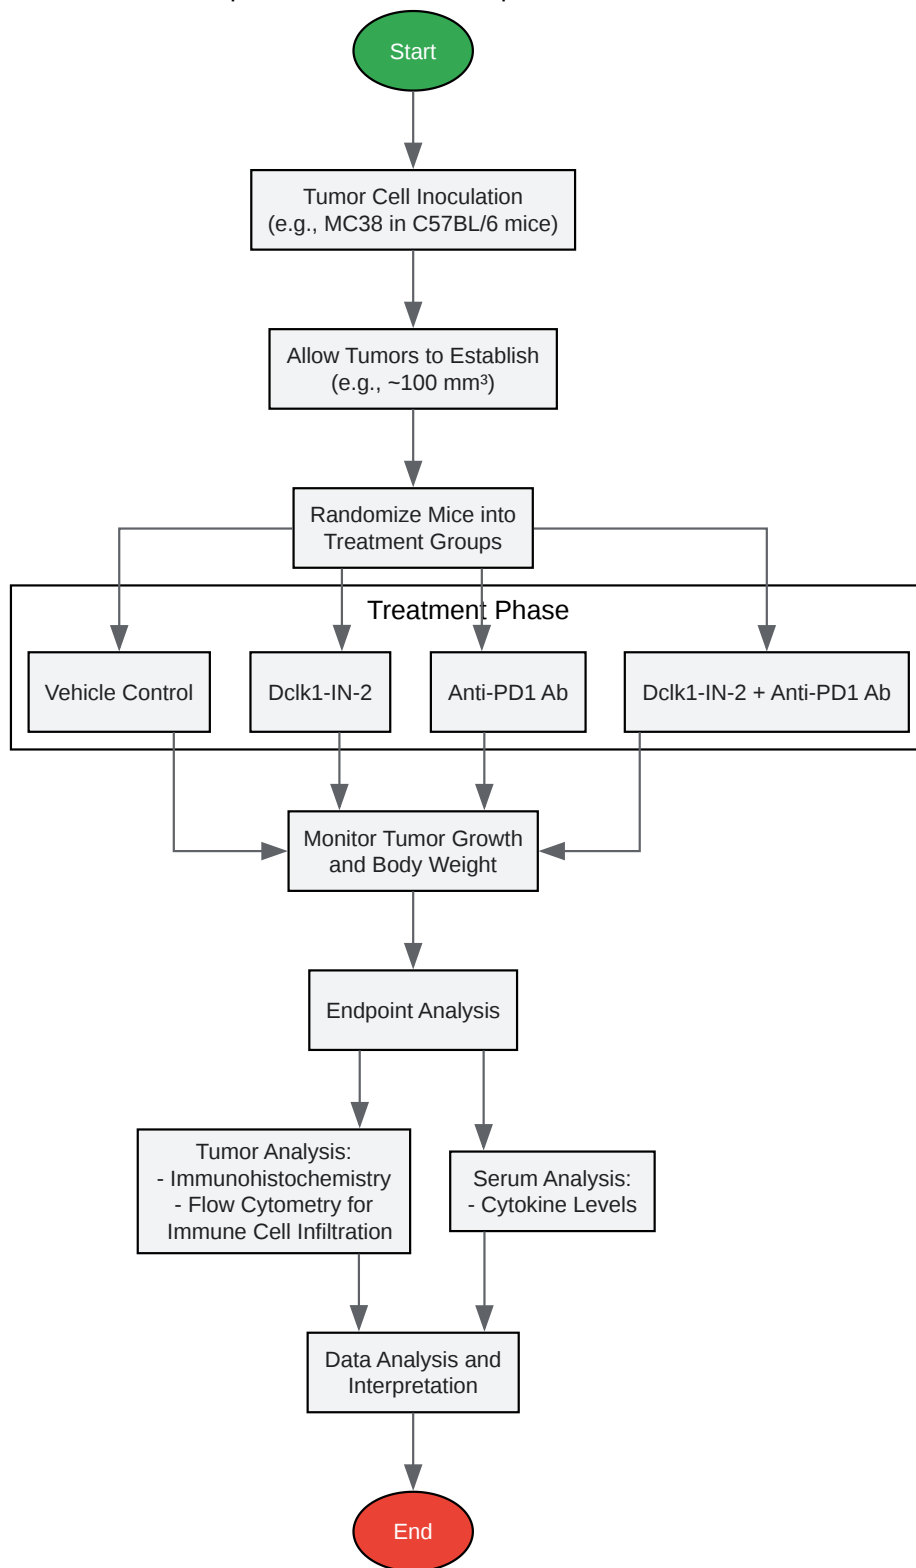 Start
Tumor Cell Inoculation
(e.g., MC38 in C57BL/6 mice)
Allow Tumors to Establish
(e.g., ~100 mm³)
Randomize Mice into
Treatment Groups
Treatment Phase
Vehicle Control
Dclk1-IN-2
Anti-PD1 Ab
Dclk1-IN-2 + Anti-PD1 Ab
Monitor Tumor Growth
and Body Weight
Endpoint Analysis
Tumor Analysis:
- Immunohistochemistry
- Flow Cytometry for
Immune Cell Infiltration
Serum Analysis:
- Cytokine Levels
Data Analysis and
Interpretation
End